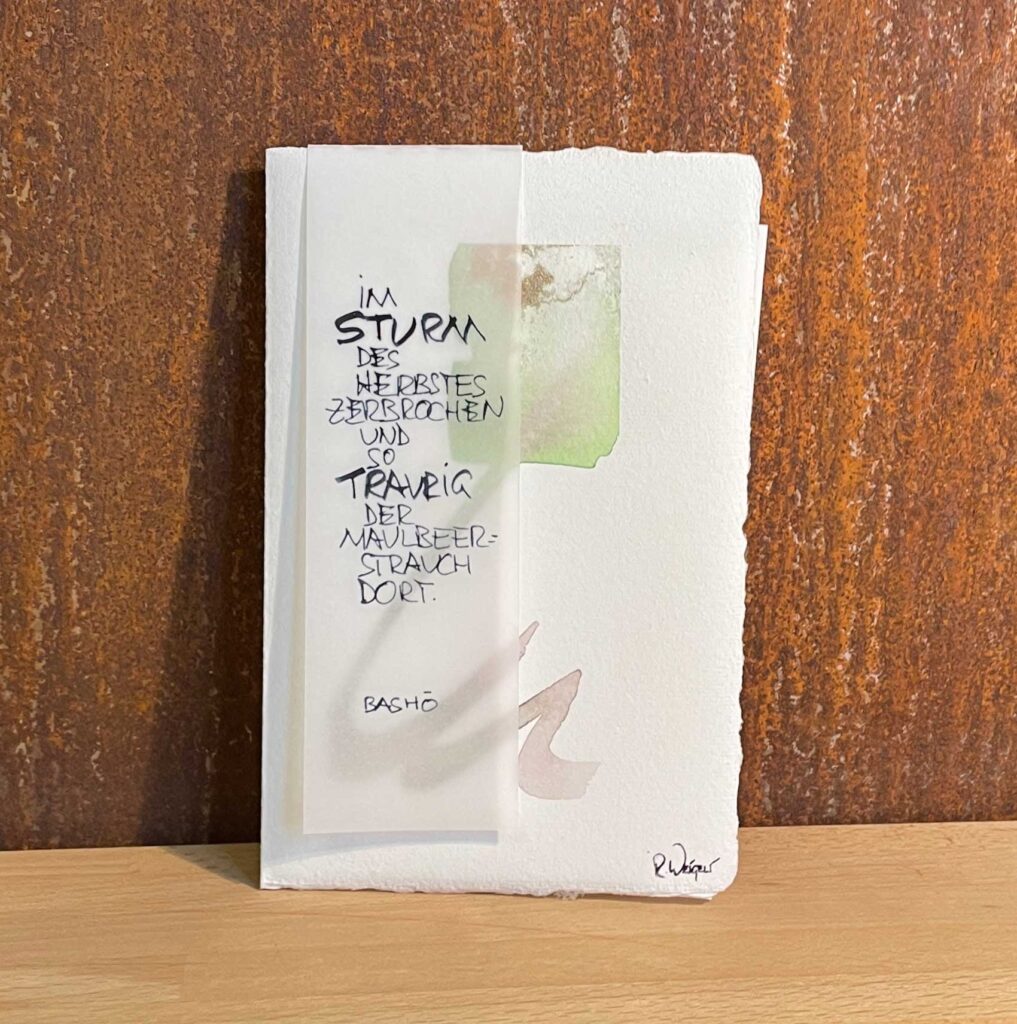 IM
STURM
DES
HERBSTES
ZERBROCHEN
UND
SO
TRAURIG
DER
MAULBEER=
STRAUCH
DORT.
BASHŌ